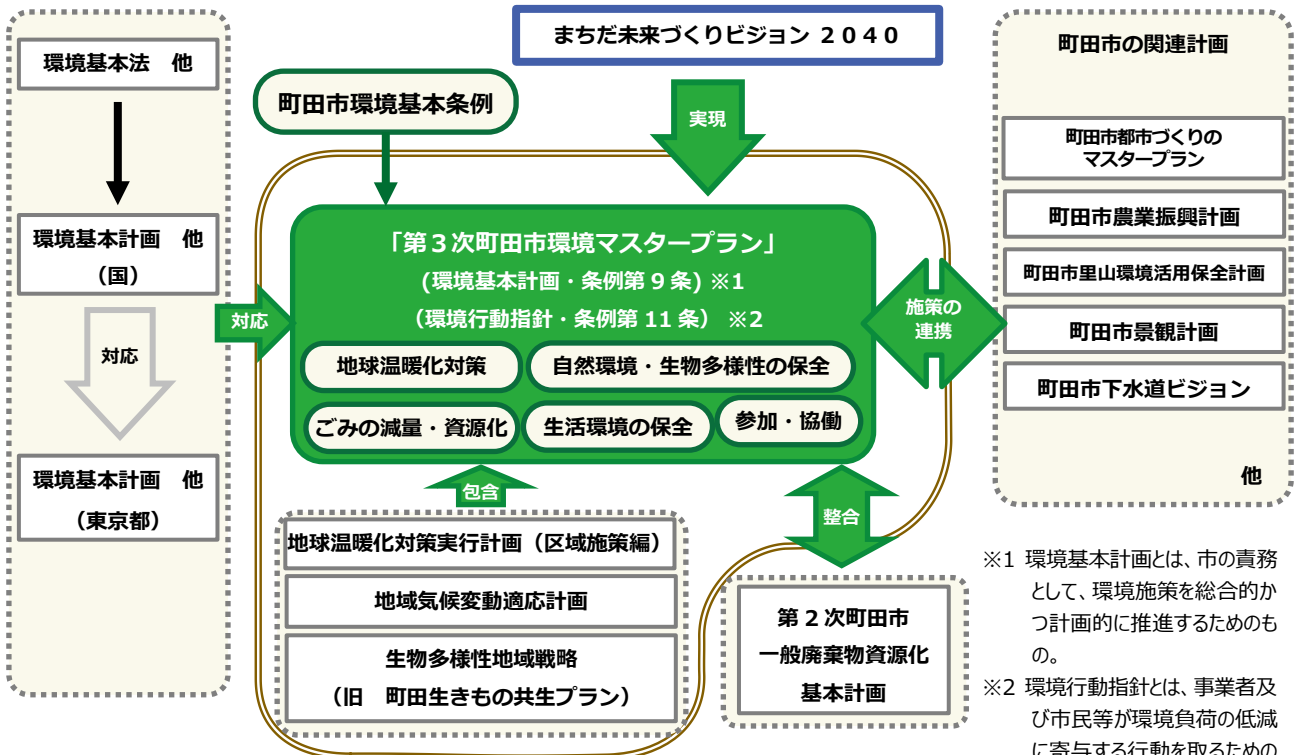 環境基本法　他
環境基本計画　他
（国）
対応
環境基本計画　他
（東京都）
対応
まちだ未来づくりビジョン ２０４０
町田市環境基本条例
実現
「第３次町田市環境マスタープラン」
(環境基本計画・条例第 9 条) ※1
（環境行動指針・条例第 11 条） ※2
地球温暖化対策
自然環境・生物多様性の保全
ごみの減量・資源化
生活環境の保全
参加・協働
包含
地球温暖化対策実行計画（区域施策編）
地域気候変動適応計画
生物多様性地域戦略
（旧　町田生きもの共生プラン）
整合
第 2 次町田市
一般廃棄物資源化
基本計画
施策の
連携
町田市の関連計画
町田市都市づくりの
マスタープラン
町田市農業振興計画
町田市里山環境活用保全計画
町田市景観計画
町田市下水道ビジョン
他
※1 環境基本計画とは、市の責務
として、環境施策を総合的か
つ計画的に推進するためのも
の。
※2 環境行動指針とは、事業者及
び市民等が環境負荷の低減
に寄与する行動を取るための